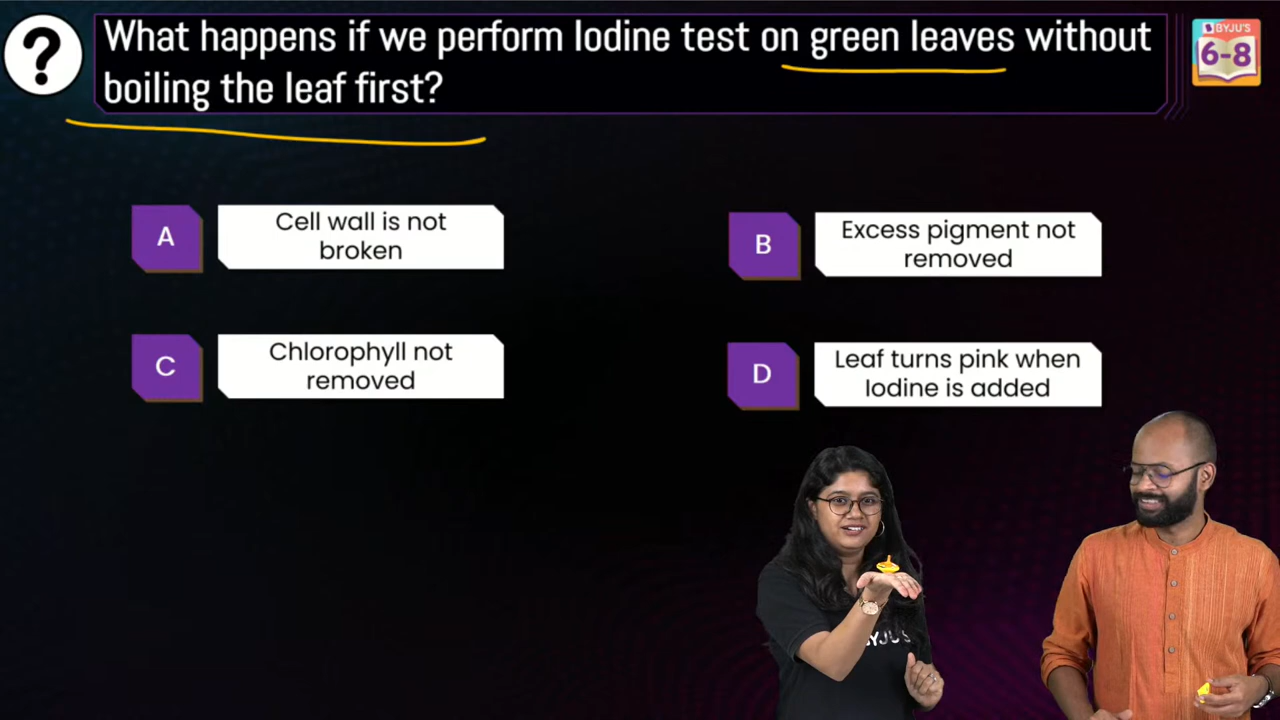 ?
What happens if we perform Iodine test on green leaves without
boiling the leaf first?
BYJU'S
6-8
A
Cell wall is not
broken
B
Excess pigment not
removed
C
Chlorophyll not
removed
D
Leaf turns pink when
Iodine is added
BYJU'S